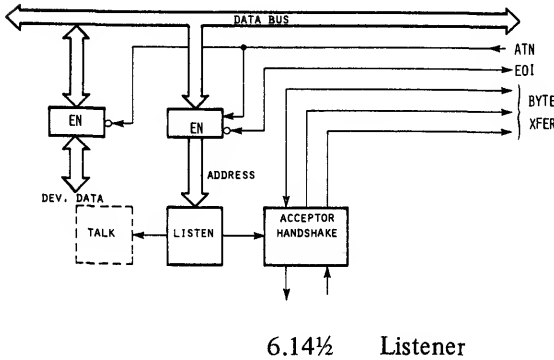 DATA BUS
ATN
EOI
BYTE
XFER
EN
EN
ADDRESS
DEV. DATA
TALK
LISTEN
ACCEPTOR
HANDSHAKE
6.14½ Listener